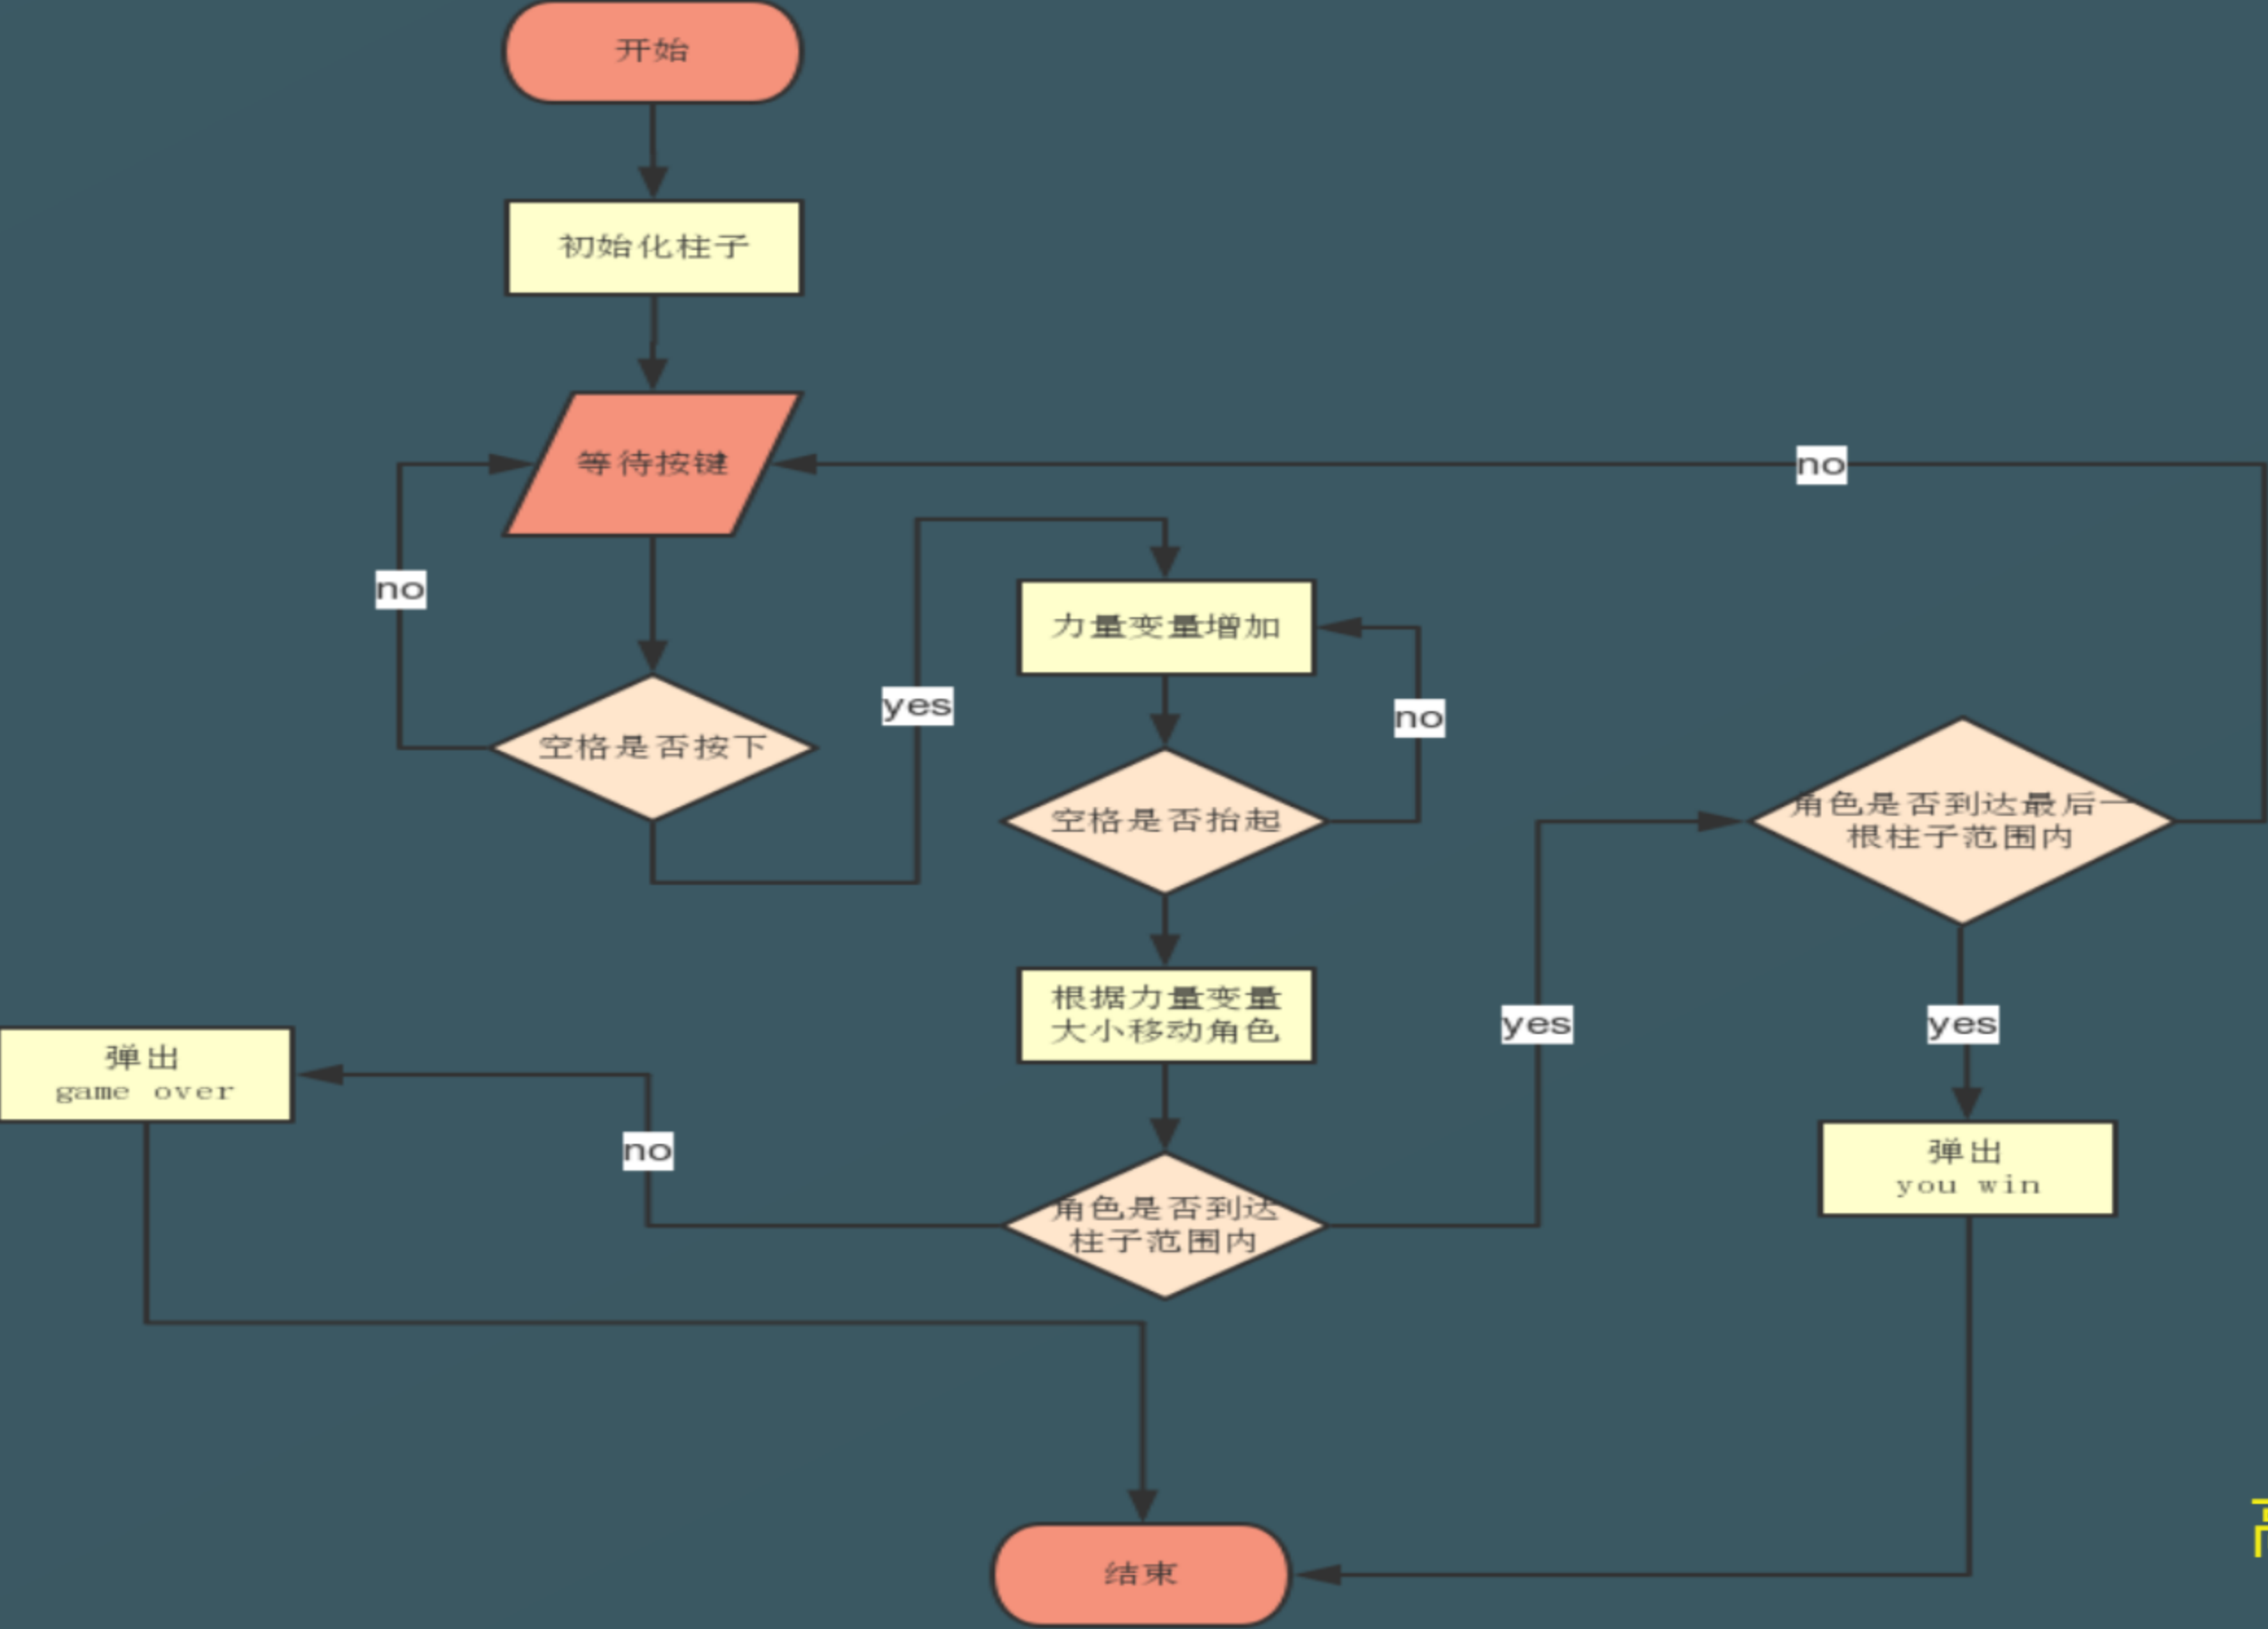 开始
初始化柱子
等待按键
no
no
力量变量增加
yes
no
空格是否按下
空格是否抬起
角色是否到达最后一
根柱子范围内
根据力量变量
大小移动角色
yes
yes
弹出
game over
no
弹出
you win
角色是否到达
柱子范围内
结束